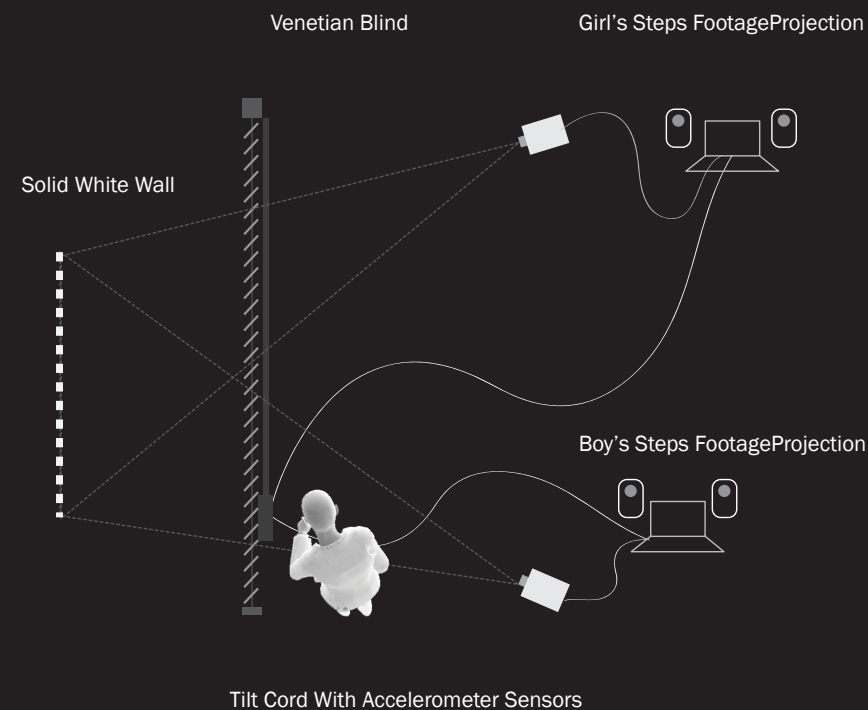 Venetian Blind
Girl's Steps FootageProjection
Solid White Wall
Boy's Steps FootageProjection
Tilt Cord With Accelerometer Sensors